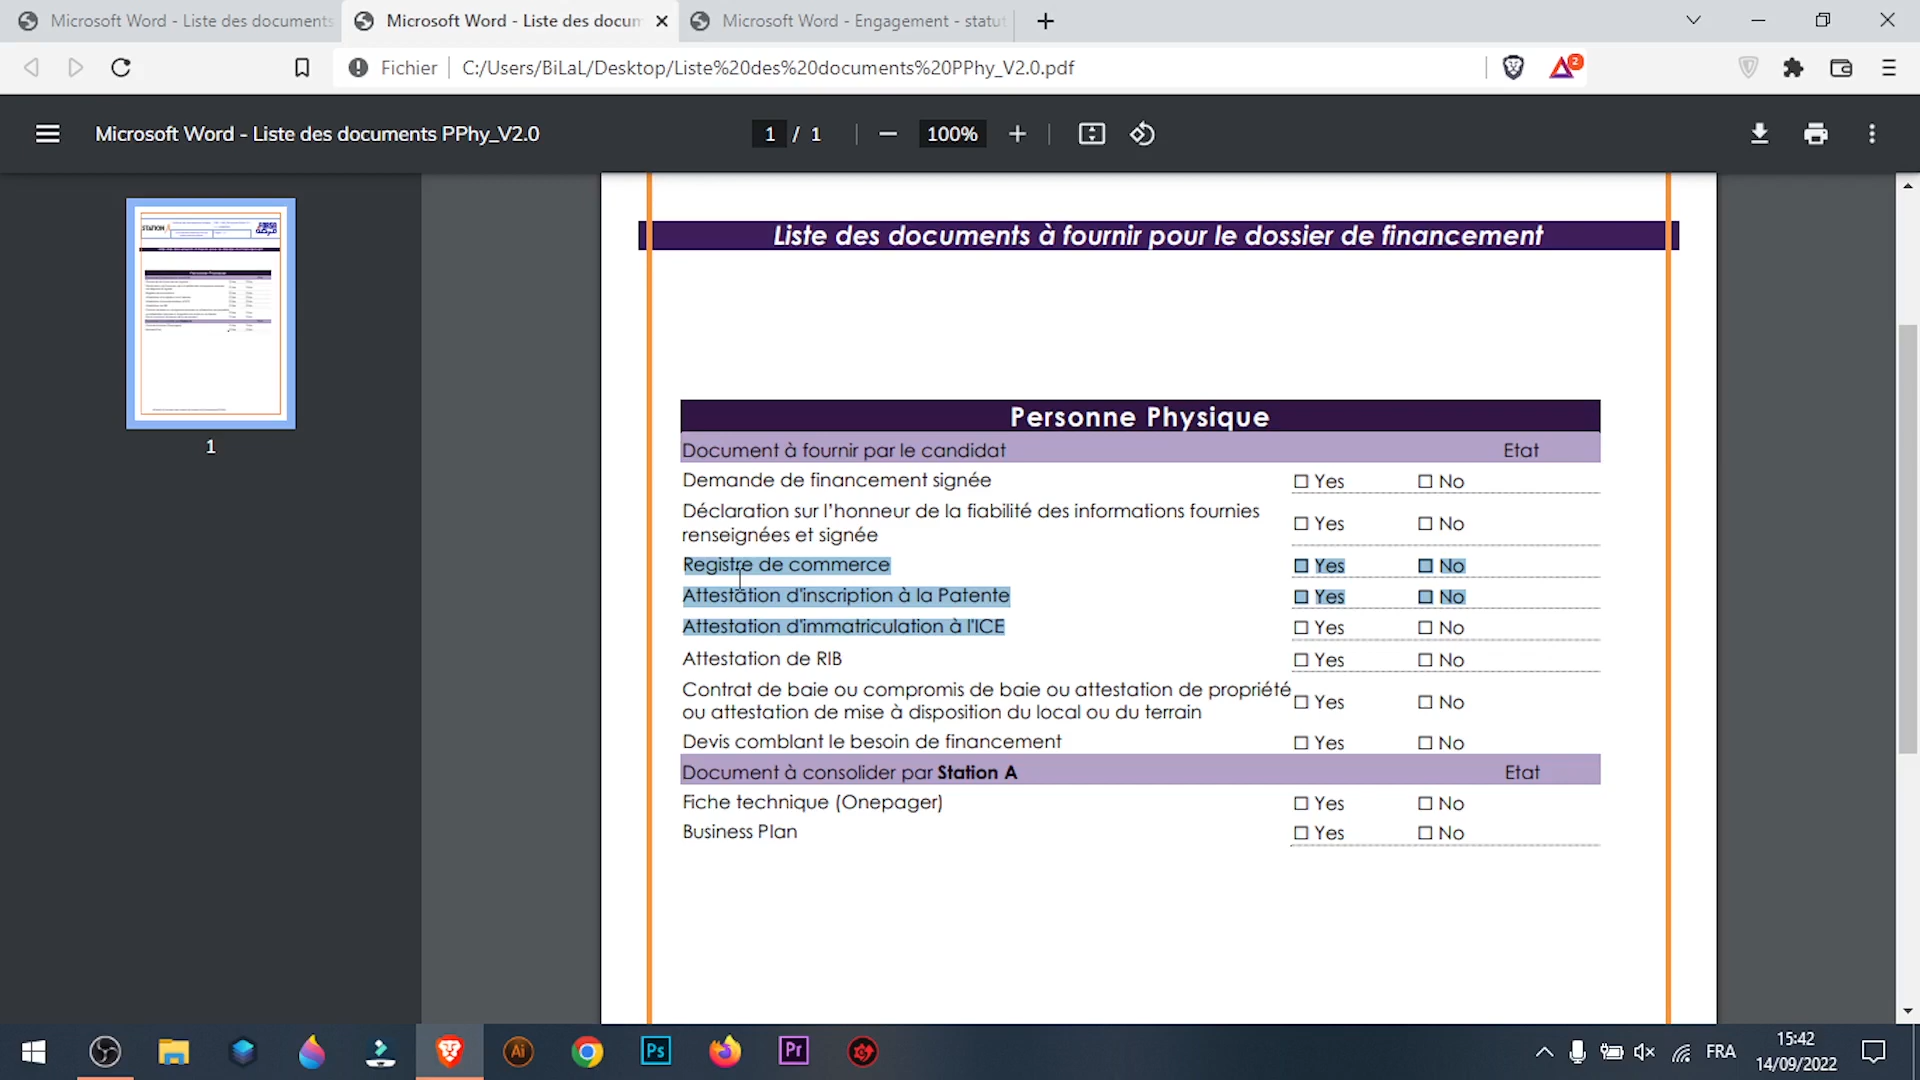 Microsoft Word - Liste des documents
Microsoft Word - Liste des docum
Microsoft Word - Engagement - statut
Fichier
C:/Users/BiLaL/Desktop/Liste%20des%20documents%20PPhy_V2.0.pdf
2
Microsoft Word - Liste des documents PPhy_V2.0
1 / 1
100%
STATION
1
Liste des documents à fournir pour le dossier de financement
Personne Physique
Document à fournir par le candidat Etat
Demande de financement signée ☐ Yes ☐ No
Déclaration sur l’honneur de la fiabilité des informations fournies
renseignées et signée ☐ Yes ☐ No
Registre de commerce ☐ Yes ☐ No
Attestation d'inscription à la Patente ☐ Yes ☐ No
Attestation d'immatriculation à l'ICE ☐ Yes ☐ No
Attestation de RIB ☐ Yes ☐ No
Contrat de baie ou compromis de baie ou attestation de propriété
ou attestation de mise à disposition du local ou du terrain ☐ Yes ☐ No
Devis comblant le besoin de financement ☐ Yes ☐ No
Document à consolider par Station A Etat
Fiche technique (Onepager) ☐ Yes ☐ No
Business Plan ☐ Yes ☐ No
Ai
Ps
Pr
FRA
15:42
14/09/2022